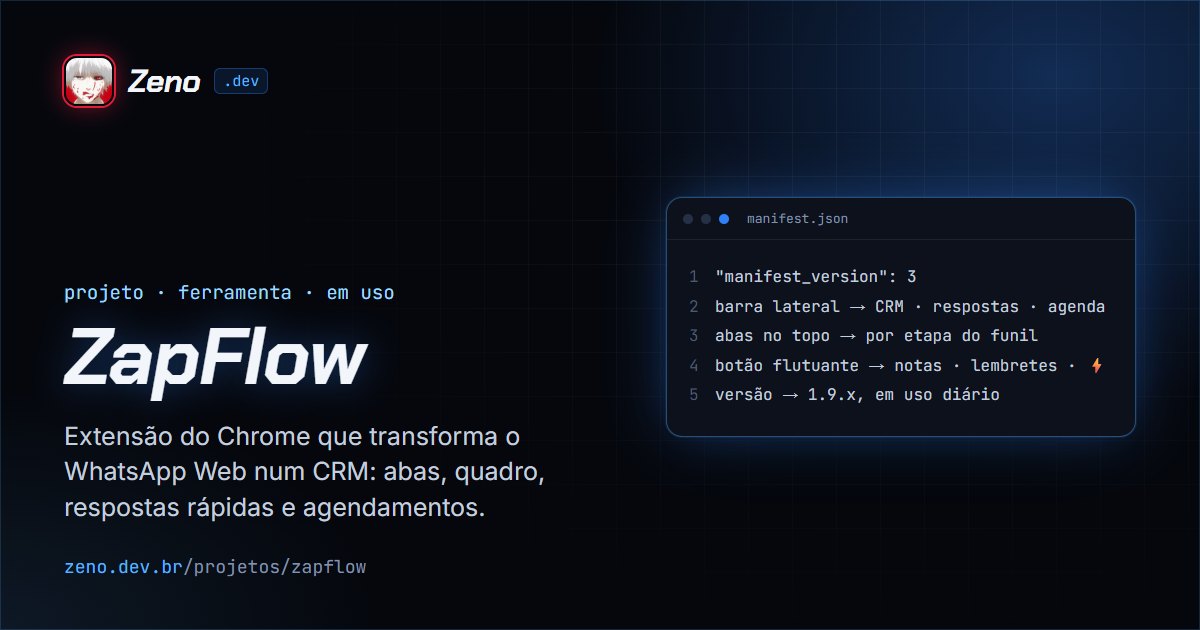 Zeno .dev
projeto · ferramenta · em uso
ZapFlow
Extensão do Chrome que transforma o
WhatsApp Web num CRM: abas, quadro,
respostas rápidas e agendamentos.
zeno.dev.br/projetos/zapflow
manifest.json
1 "manifest_version": 3
2 barra lateral → CRM · respostas · agenda
3 abas no topo → por etapa do funil
4 botão flutuante → notas · lembretes · ⚡
5 versão → 1.9.x, em uso diário